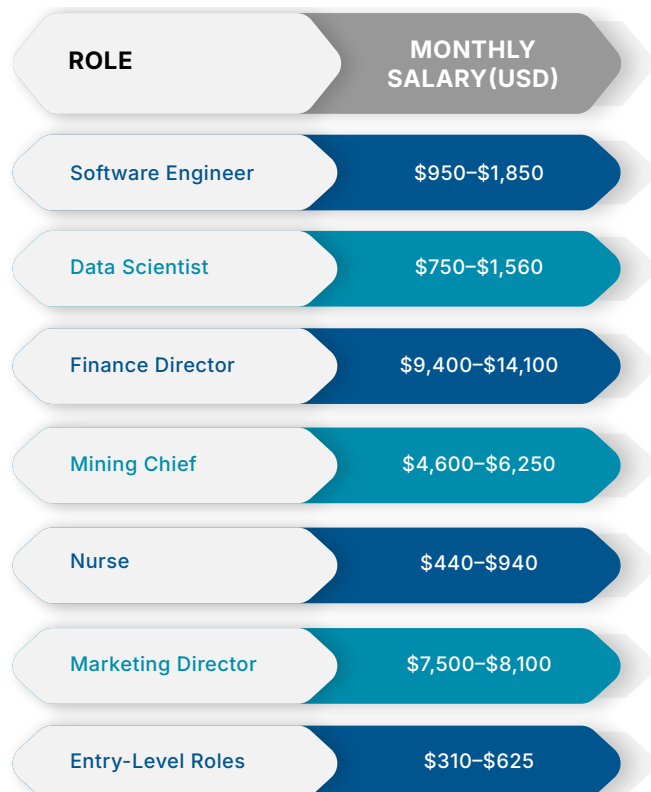 ROLE
MONTHLY
SALARY(USD)
Software Engineer
$950–$1,850
Data Scientist
$750–$1,560
Finance Director
$9,400–$14,100
Mining Chief
$4,600–$6,250
Nurse
$440–$940
Marketing Director
$7,500–$8,100
Entry-Level Roles
$310–$625